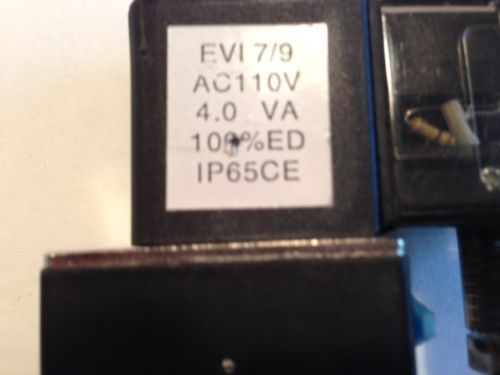 EVI 7/9
AC110V
4.0 VA
100%ED
IP65CE